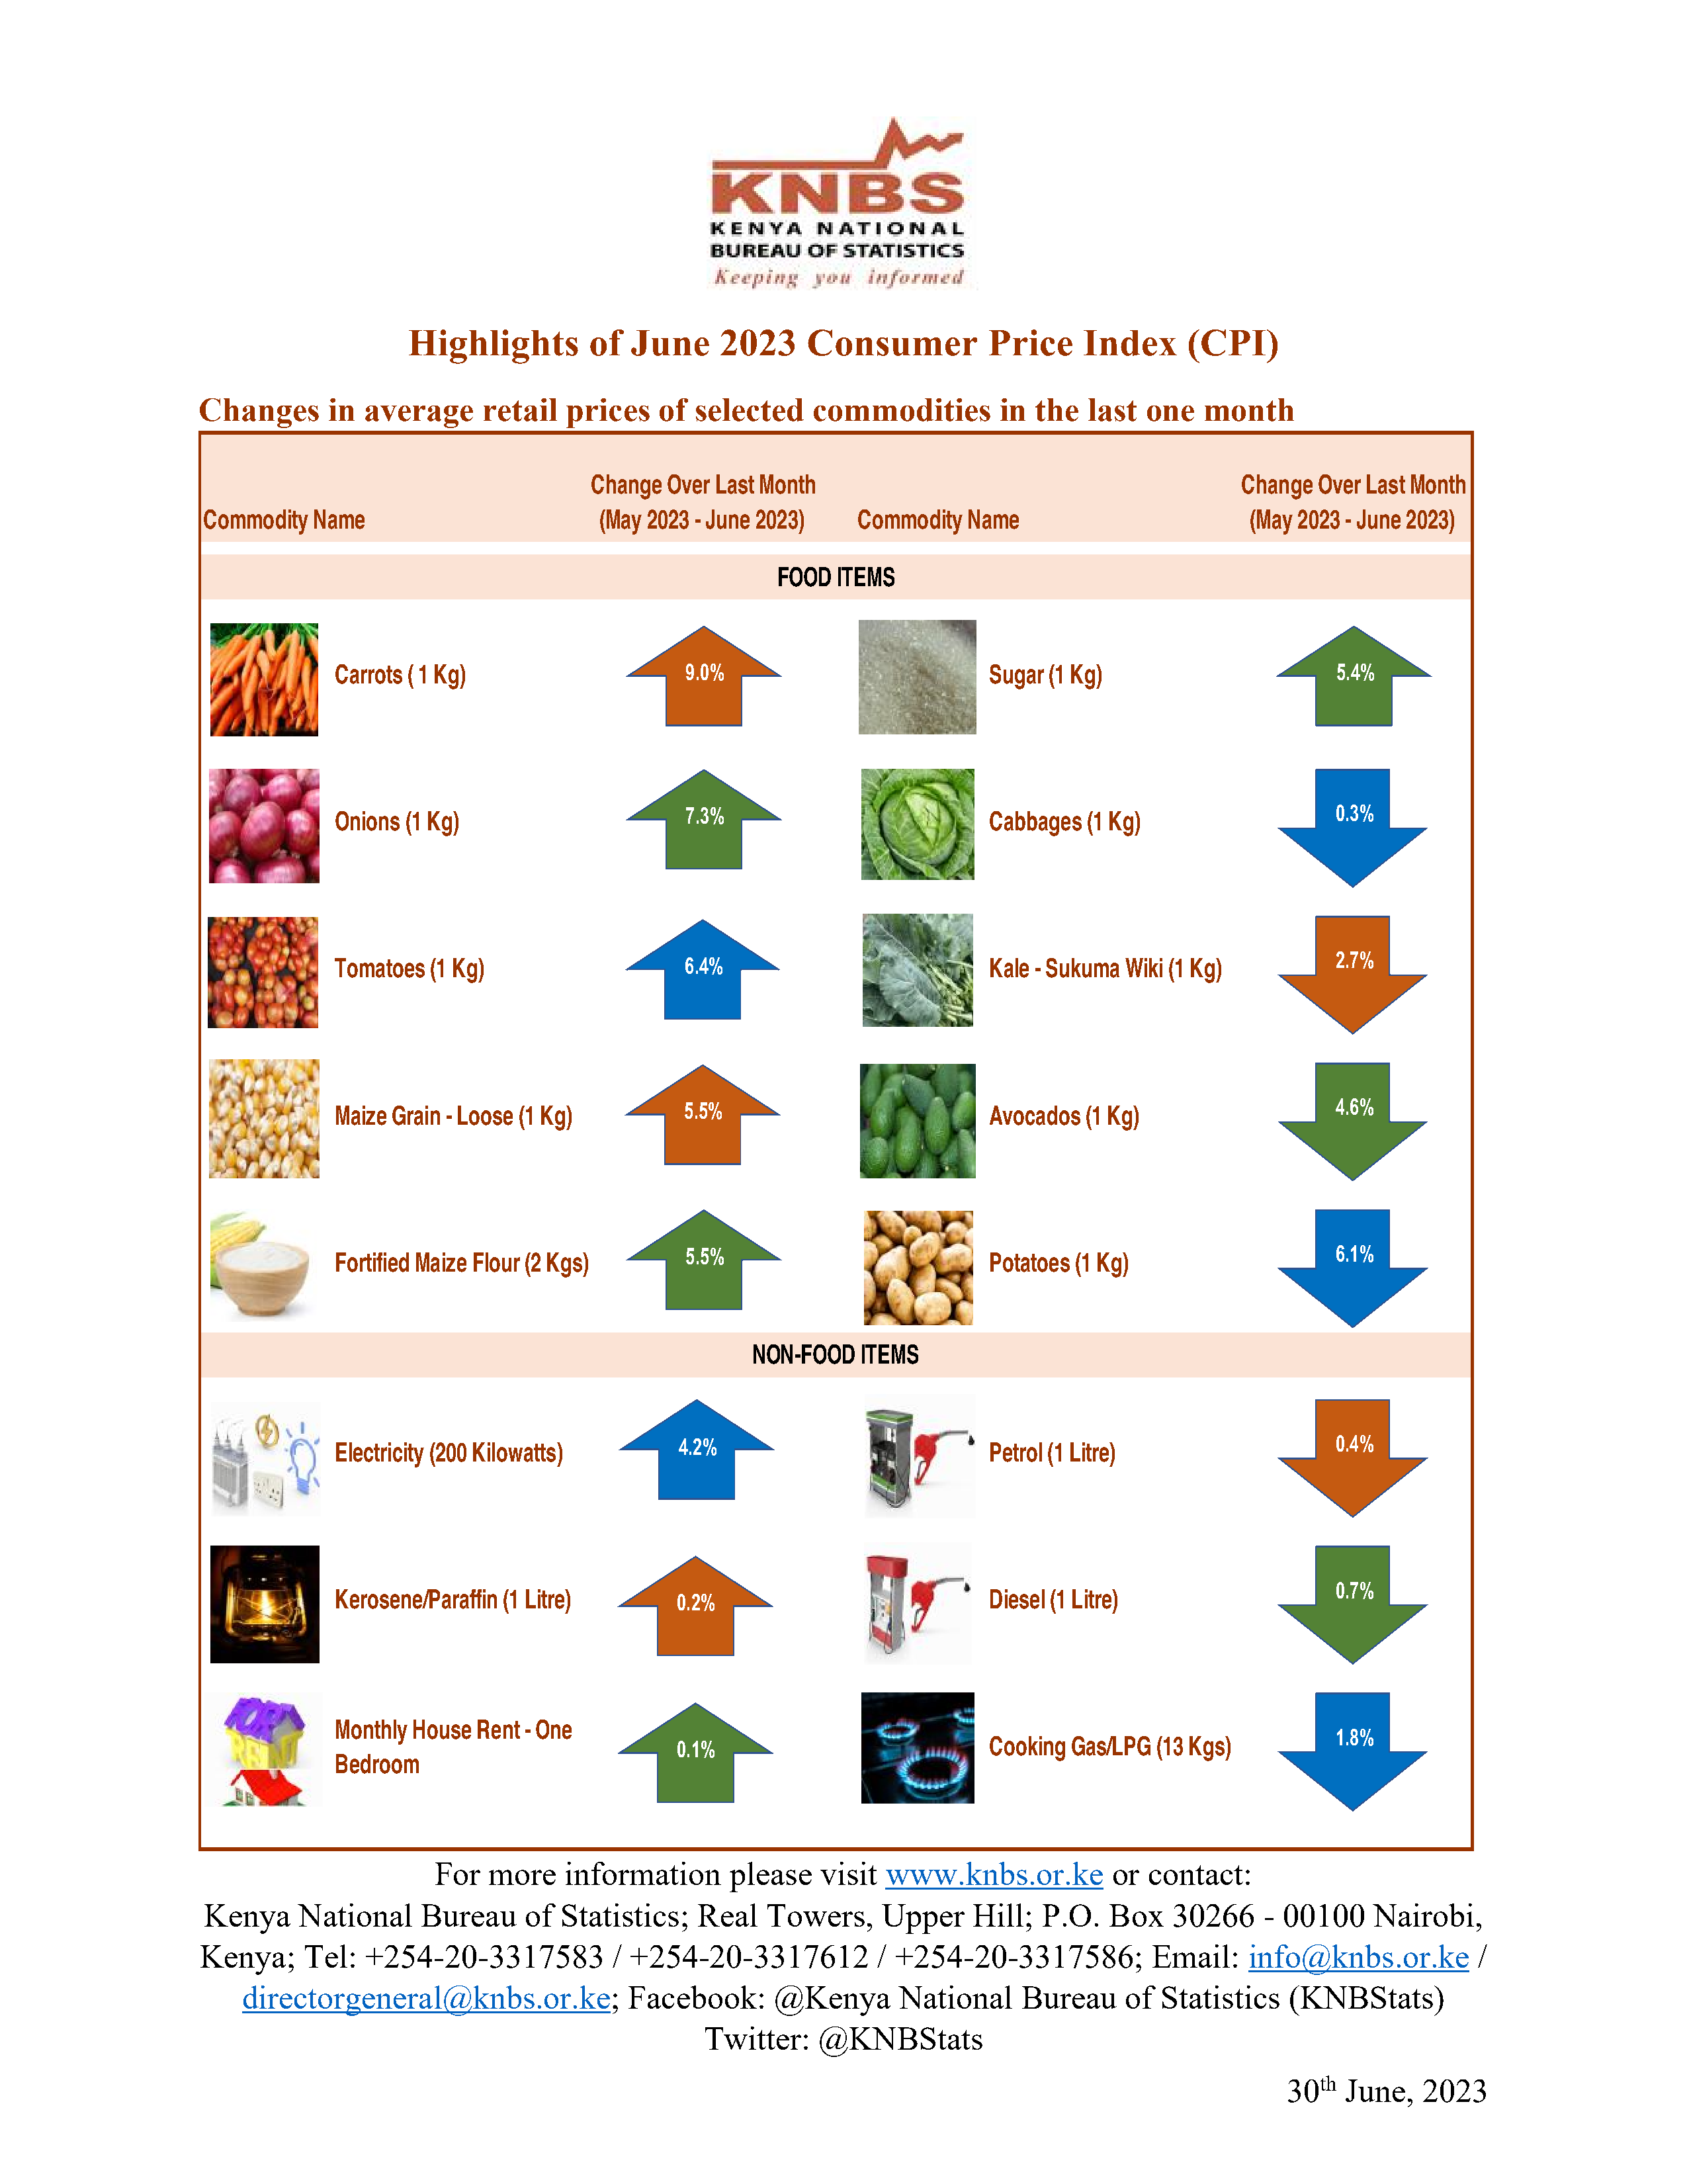 KNBS
KENYA NATIONAL
BUREAU OF STATISTICS
Keeping you informed
Highlights of June 2023 Consumer Price Index (CPI)
Changes in average retail prices of selected commodities in the last one month
Commodity Name
Change Over Last Month
(May 2023 - June 2023)
Commodity Name
Change Over Last Month
(May 2023 - June 2023)
FOOD ITEMS
Carrots ( 1 Kg) 9.0% Sugar (1 Kg) 5.4%
Onions (1 Kg) 7.3% Cabbages (1 Kg) 0.3%
Tomatoes (1 Kg) 6.4% Kale - Sukuma Wiki (1 Kg) 2.7%
Maize Grain - Loose (1 Kg) 5.5% Avocados (1 Kg) 4.6%
Fortified Maize Flour (2 Kgs) 5.5% Potatoes (1 Kg) 6.1%
NON-FOOD ITEMS
Electricity (200 Kilowatts) 4.2% Petrol (1 Litre) 0.4%
Kerosene/Paraffin (1 Litre) 0.2% Diesel (1 Litre) 0.7%
FOR
RENT
Monthly House Rent - One
Bedroom
0.1% Cooking Gas/LPG (13 Kgs) 1.8%
For more information please visit www.knbs.or.ke or contact:
Kenya National Bureau of Statistics; Real Towers, Upper Hill; P.O. Box 30266 - 00100 Nairobi,
Kenya; Tel: +254-20-3317583 / +254-20-3317612 / +254-20-3317586; Email: info@knbs.or.ke /
directorgeneral@knbs.or.ke; Facebook: @Kenya National Bureau of Statistics (KNBStats)
Twitter: @KNBStats
30th June, 2023